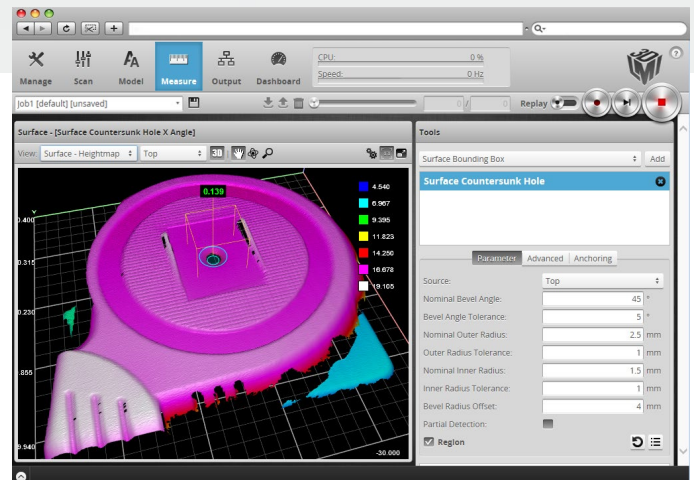 Q-
Manage Scan Model Measure Output Dashboard
CPU: 0 %
Speed: 0 Hz
?
Job1 [default] [unsaved]
0 / 0 Replay
Surface - [Surface Countersunk Hole X Angle]
View: Surface - Heightmap Top 3D
0.139
4.540
6.967
9.395
11.823
14.250
16.678
19.105
Y
0.400
0.315
0.230
.855
9.940
-30.000
Tools
Surface Bounding Box Add
Surface Countersunk Hole
Parameter Advanced Anchoring
Source: Top
Nominal Bevel Angle: 45 °
Bevel Angle Tolerance: 5 °
Nominal Outer Radius: 2.5 mm
Outer Radius Tolerance: 1 mm
Nominal Inner Radius: 1.5 mm
Inner Radius Tolerance: 1 mm
Bevel Radius Offset: 4 mm
Partial Detection:
Region